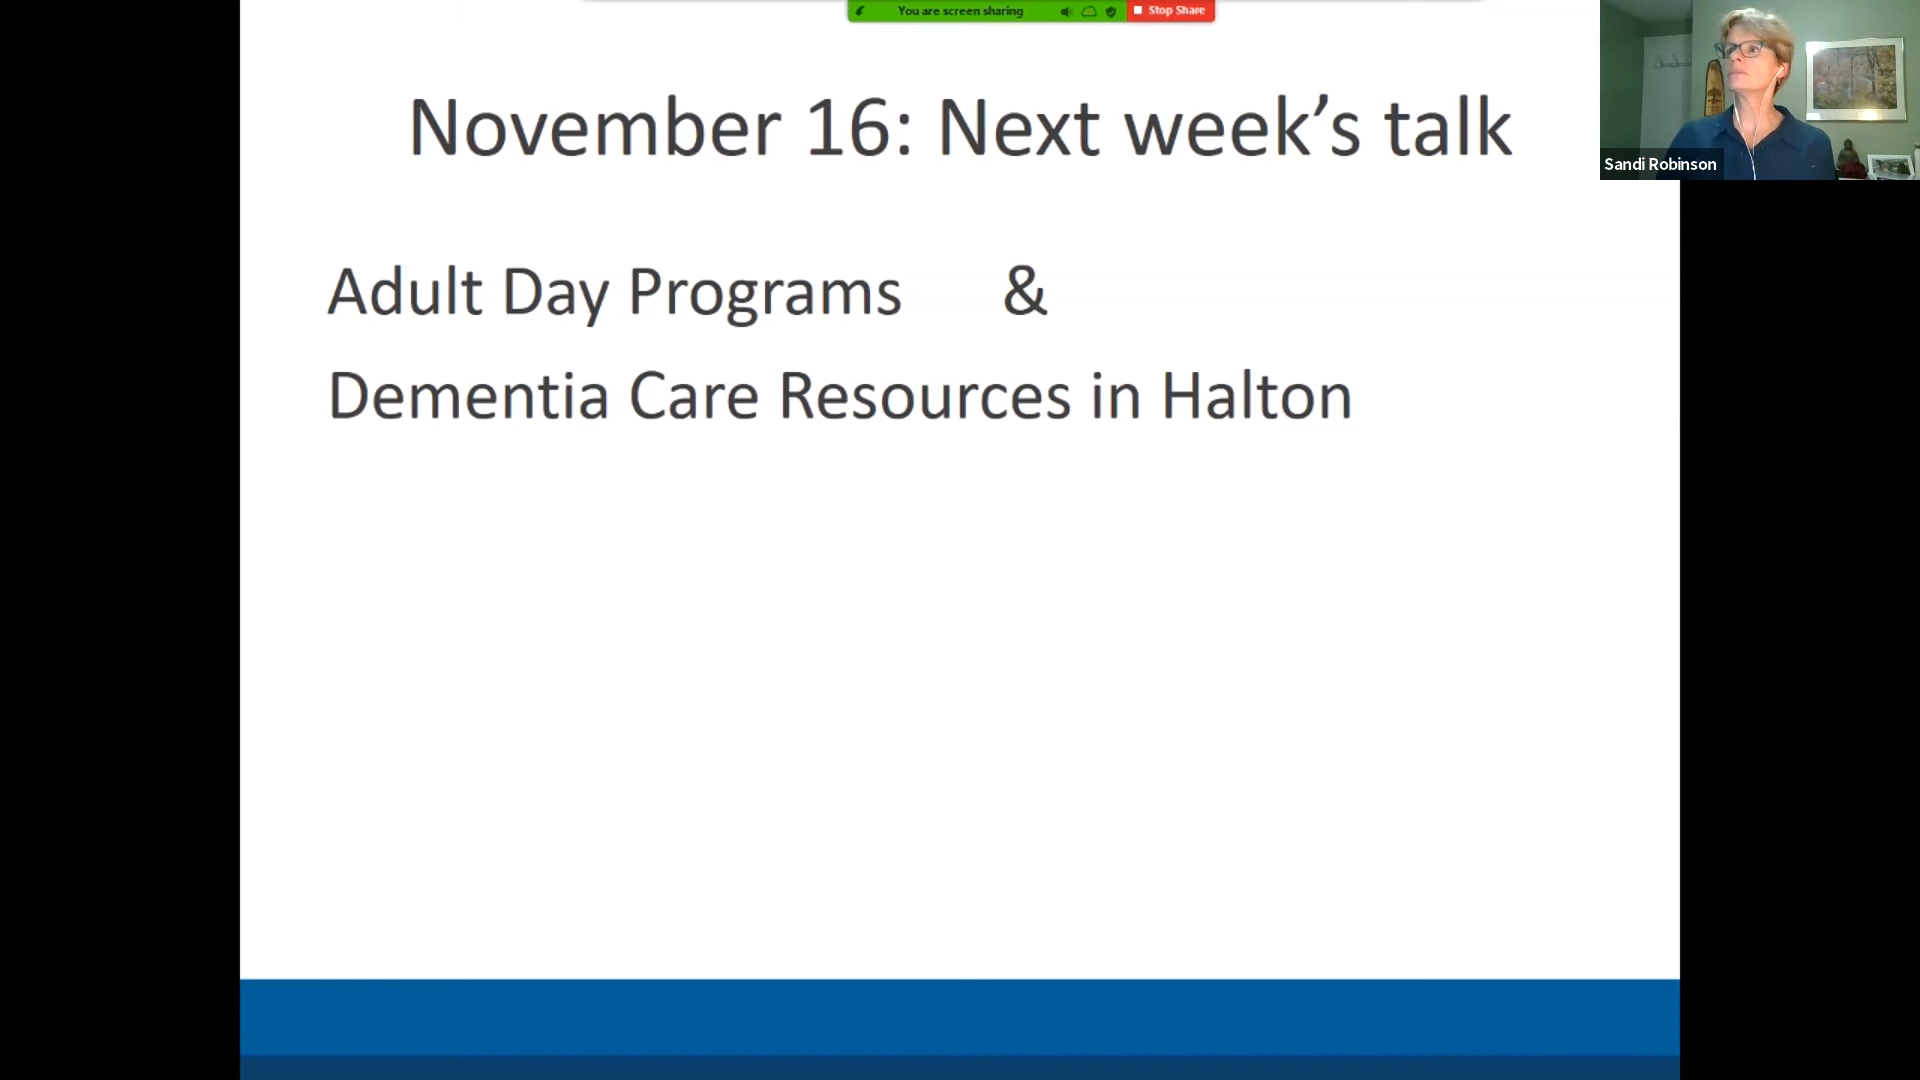 You are screen sharing
Stop Share
November 16: Next week’s talk
Sandi Robinson
Adult Day Programs &
Dementia Care Resources in Halton